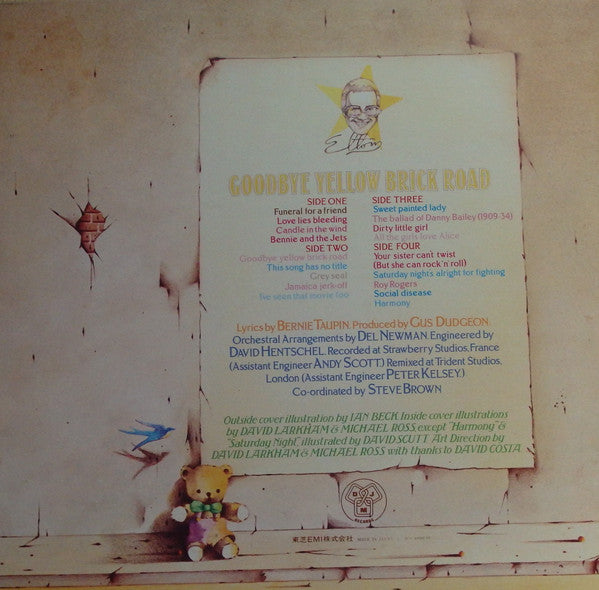 Elton
GOODBYE YELLOW BRICK ROAD
SIDE ONE
Funeral for a friend
Love lies bleeding
Candle in the wind
Bennie and the Jets
SIDE TWO
Goodbye yellow brick road
This song has no title
Grey seal
Jamaica jerk-off
I've seen that movie too
SIDE THREE
Sweet painted lady
The ballad of Danny Bailey (1909-34)
Dirty little girl
All the girls love Alice
SIDE FOUR
Your sister cant twist
(But she can rock'n'roll)
Saturday nights alright for fighting
Roy Rogers
Social disease
Harmony
Lyrics by BERNIE TAUPIN. Produced by GUS DUDGEON.
Orchestral Arrangements by DEL NEWMAN. Engineered by
DAVID HENTSCHEL. Recorded at Strawberry Studios, France
(Assistant Engineer ANDY SCOTT) Remixed at Trident Studios,
London (Assistant Engineer PETER KELSEY.)
Co-ordinated by STEVE BROWN
Outside cover illustration by IAN BECK. Inside cover illustrations
by DAVID LARKHAM & MICHAEL ROSS except "Harmony" &
"Saturday Night", illustrated by DAVID SCUTT. Art Direction by
DAVID LARKHAM & MICHAEL ROSS with thanks to DAVID COSTA
DJM
RECORDS
東芝EMI株式会社 MADE IN JAPAN